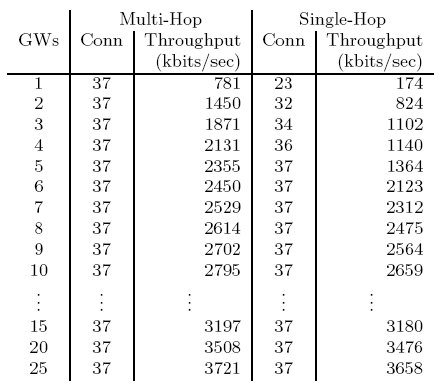 Multi-Hop Single-Hop
GWs Conn Throughput Conn Throughput
(kbits/sec) (kbits/sec)
1 37 781 23 174
2 37 1450 32 824
3 37 1871 34 1102
4 37 2131 36 1140
5 37 2355 37 1364
6 37 2450 37 2123
7 37 2529 37 2312
8 37 2614 37 2475
9 37 2702 37 2564
10 37 2795 37 2659
⋮ ⋮ ⋮ ⋮ ⋮
15 37 3197 37 3180
20 37 3508 37 3476
25 37 3721 37 3658